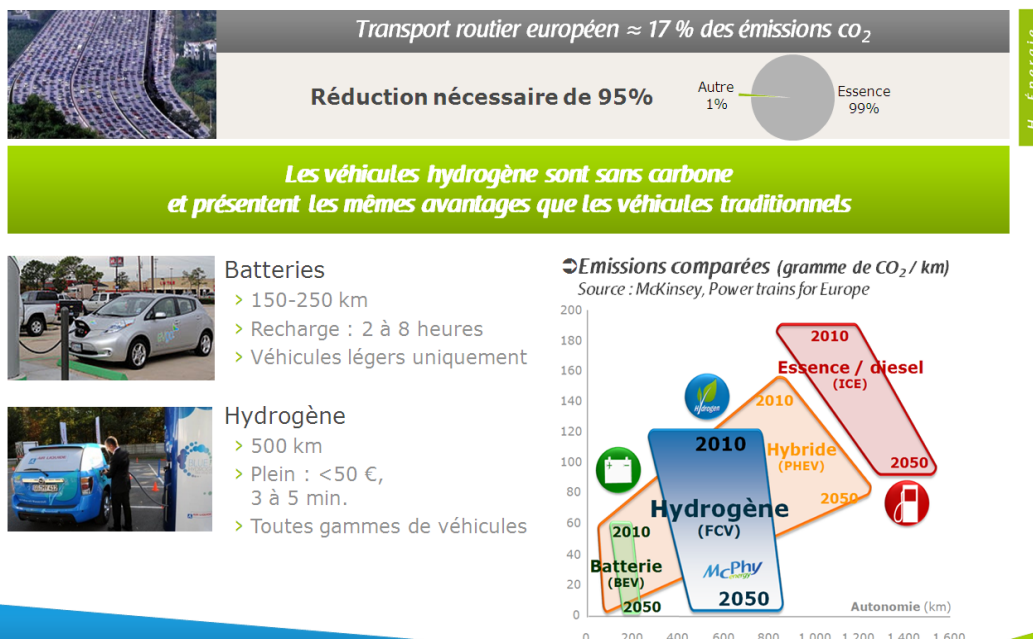 Transport routier européen ≈ 17 % des émissions co₂
H₂ Énergie
Réduction nécessaire de 95%
Autre
1%
Essence
99%
Les véhicules hydrogène sont sans carbone
et présentent les mêmes avantages que les véhicules traditionnels
Batteries
> 150-250 km
> Recharge : 2 à 8 heures
> Véhicules légers uniquement
Hydrogène
> 500 km
> Plein : <50 €,
3 à 5 min.
> Toutes gammes de véhicules
➲Emissions comparées (gramme de CO₂ / km)
Source : McKinsey, Power trains for Europe
200
180
160
140
120
100
80
60
40
20
0
2010
Essence / diesel
(ICE)
2050
Hydrogen
2010
Hybride
(PHEV)
2050
2010
Hydrogène
(FCV)
McPhy
energy
2050
2010
Batterie
(BEV)
2050
Autonomie (km)
0 200 400 600 800 1 000 1 200 1 400 1 600